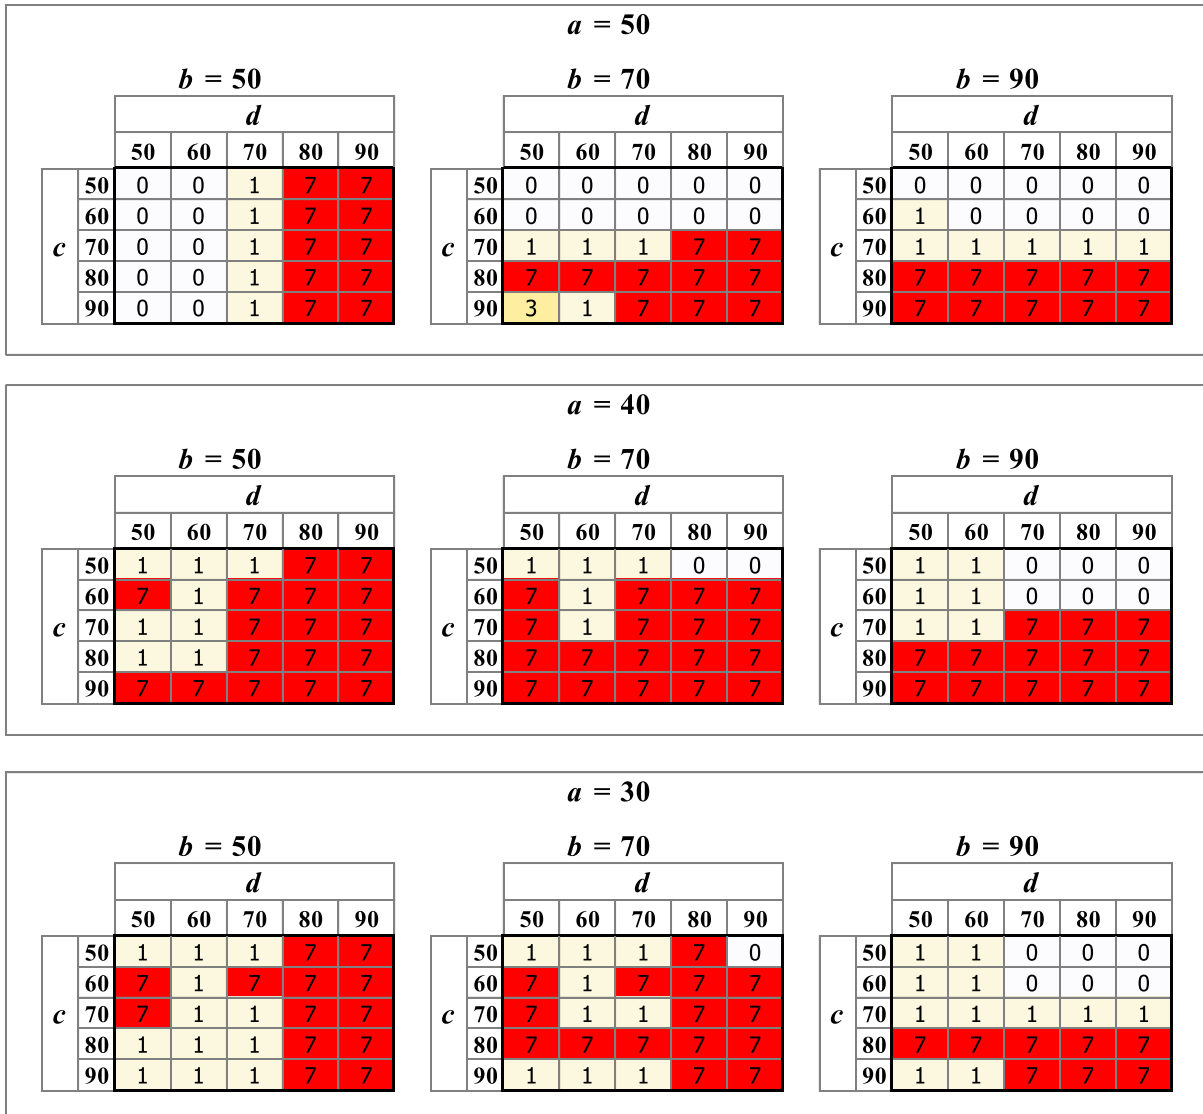 a = 50
b = 50 b = 70 b = 90
d d d
50 60 70 80 90 50 60 70 80 90 50 60 70 80 90
50 0 0 1 7 7 50 0 0 0 0 0 50 0 0 0 0 0
60 0 0 1 7 7 60 0 0 0 0 0 60 1 0 0 0 0
c 70 0 0 1 7 7 c 70 1 1 1 7 7 c 70 1 1 1 1 1
80 0 0 1 7 7 80 7 7 7 7 7 80 7 7 7 7 7
90 0 0 1 7 7 90 3 1 7 7 7 90 7 7 7 7 7
a = 40
b = 50 b = 70 b = 90
d d d
50 60 70 80 90 50 60 70 80 90 50 60 70 80 90
50 1 1 1 7 7 50 1 1 1 0 0 50 1 1 0 0 0
60 7 1 7 7 7 60 7 1 7 7 7 60 1 1 0 0 0
c 70 1 1 7 7 7 c 70 7 1 7 7 7 c 70 1 1 7 7 7
80 1 1 7 7 7 80 7 7 7 7 7 80 7 7 7 7 7
90 7 7 7 7 7 90 7 7 7 7 7 90 7 7 7 7 7
a = 30
b = 50 b = 70 b = 90
d d d
50 60 70 80 90 50 60 70 80 90 50 60 70 80 90
50 1 1 1 7 7 50 1 1 1 7 0 50 1 1 0 0 0
60 7 1 7 7 7 60 7 1 7 7 7 60 1 1 0 0 0
c 70 7 1 1 7 7 c 70 7 1 1 7 7 c 70 1 1 1 1 1
80 1 1 1 7 7 80 7 7 7 7 7 80 7 7 7 7 7
90 1 1 1 7 7 90 1 1 1 7 7 90 1 1 7 7 7